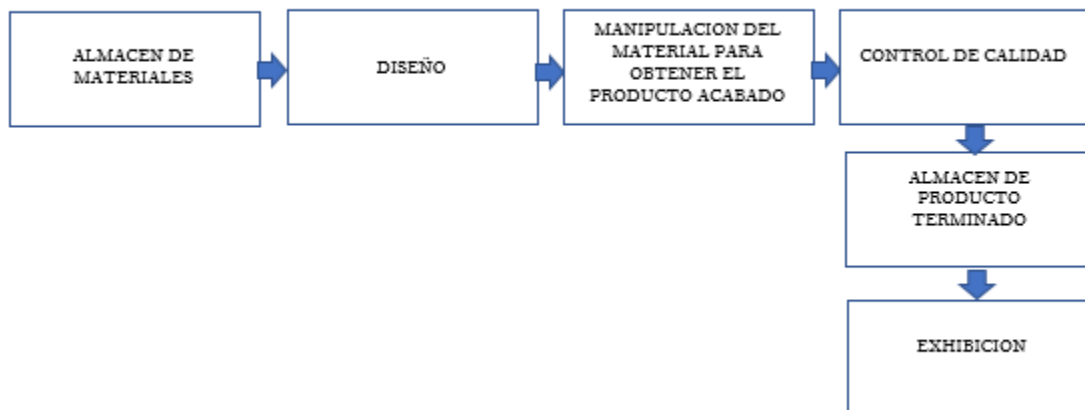 ALMACEN DE
MATERIALES
DISEÑO
MANIPULACION DEL
MATERIAL PARA
OBTENER EL
PRODUCTO ACABADO
CONTROL DE CALIDAD
ALMACEN DE
PRODUCTO
TERMINADO
EXHIBICION